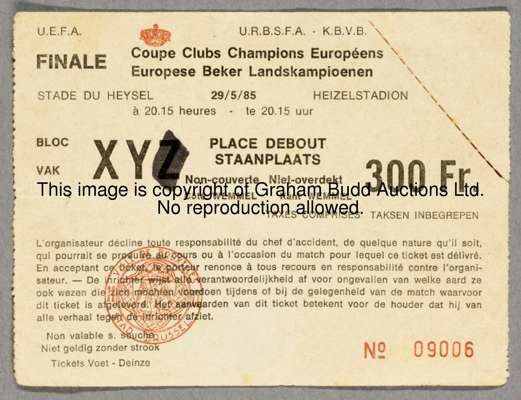 U.E.F.A. U.R.B.S.F.A. - K.B.V.B.
FINALE Coupe Clubs Champions Européens
Europese Beker Landskampioenen
STADE DU HEYSEL 29/5/85 HEIZELSTADION
à 20.15 heures - te 20.15 uur
BLOC
VAK
XYZ
PLACE DEBOUT
STAANPLAATS
Non-couverte Niet-overdekt
300 Fr.
This image is copyright of Graham Budd Auctions Ltd.
Côté WEMMEL Kant WEMMEL
No reproduction allowed.
TAXES COMPRISES TAKSEN INBEGREPEN
L'organisateur décline toute responsabilité du chef d'accident, de quelque nature qu'il soit,
qui pourrait se produire au cours ou à l'occasion du match pour lequel ce ticket est délivré.
En acceptant ce ticket, le porteur renonce à tous recours en responsabilité contre l'organi-
sateur. — De inrichter wijst alle verantwoordelijkheid af voor ongevallen van welke aard ze
ook wezen die zich mochten voordoen tijdens of bij de gelegenheid van de match waarvoor
dit ticket is afgeleverd. Het aanvaarden van dit ticket betekent voor de houder dat hij van
alle verhaal tegen de inrichter afziet.
Non valable s. souche
Niet geldig zonder strook
Tickets Voet - Deinze
Nº 09006